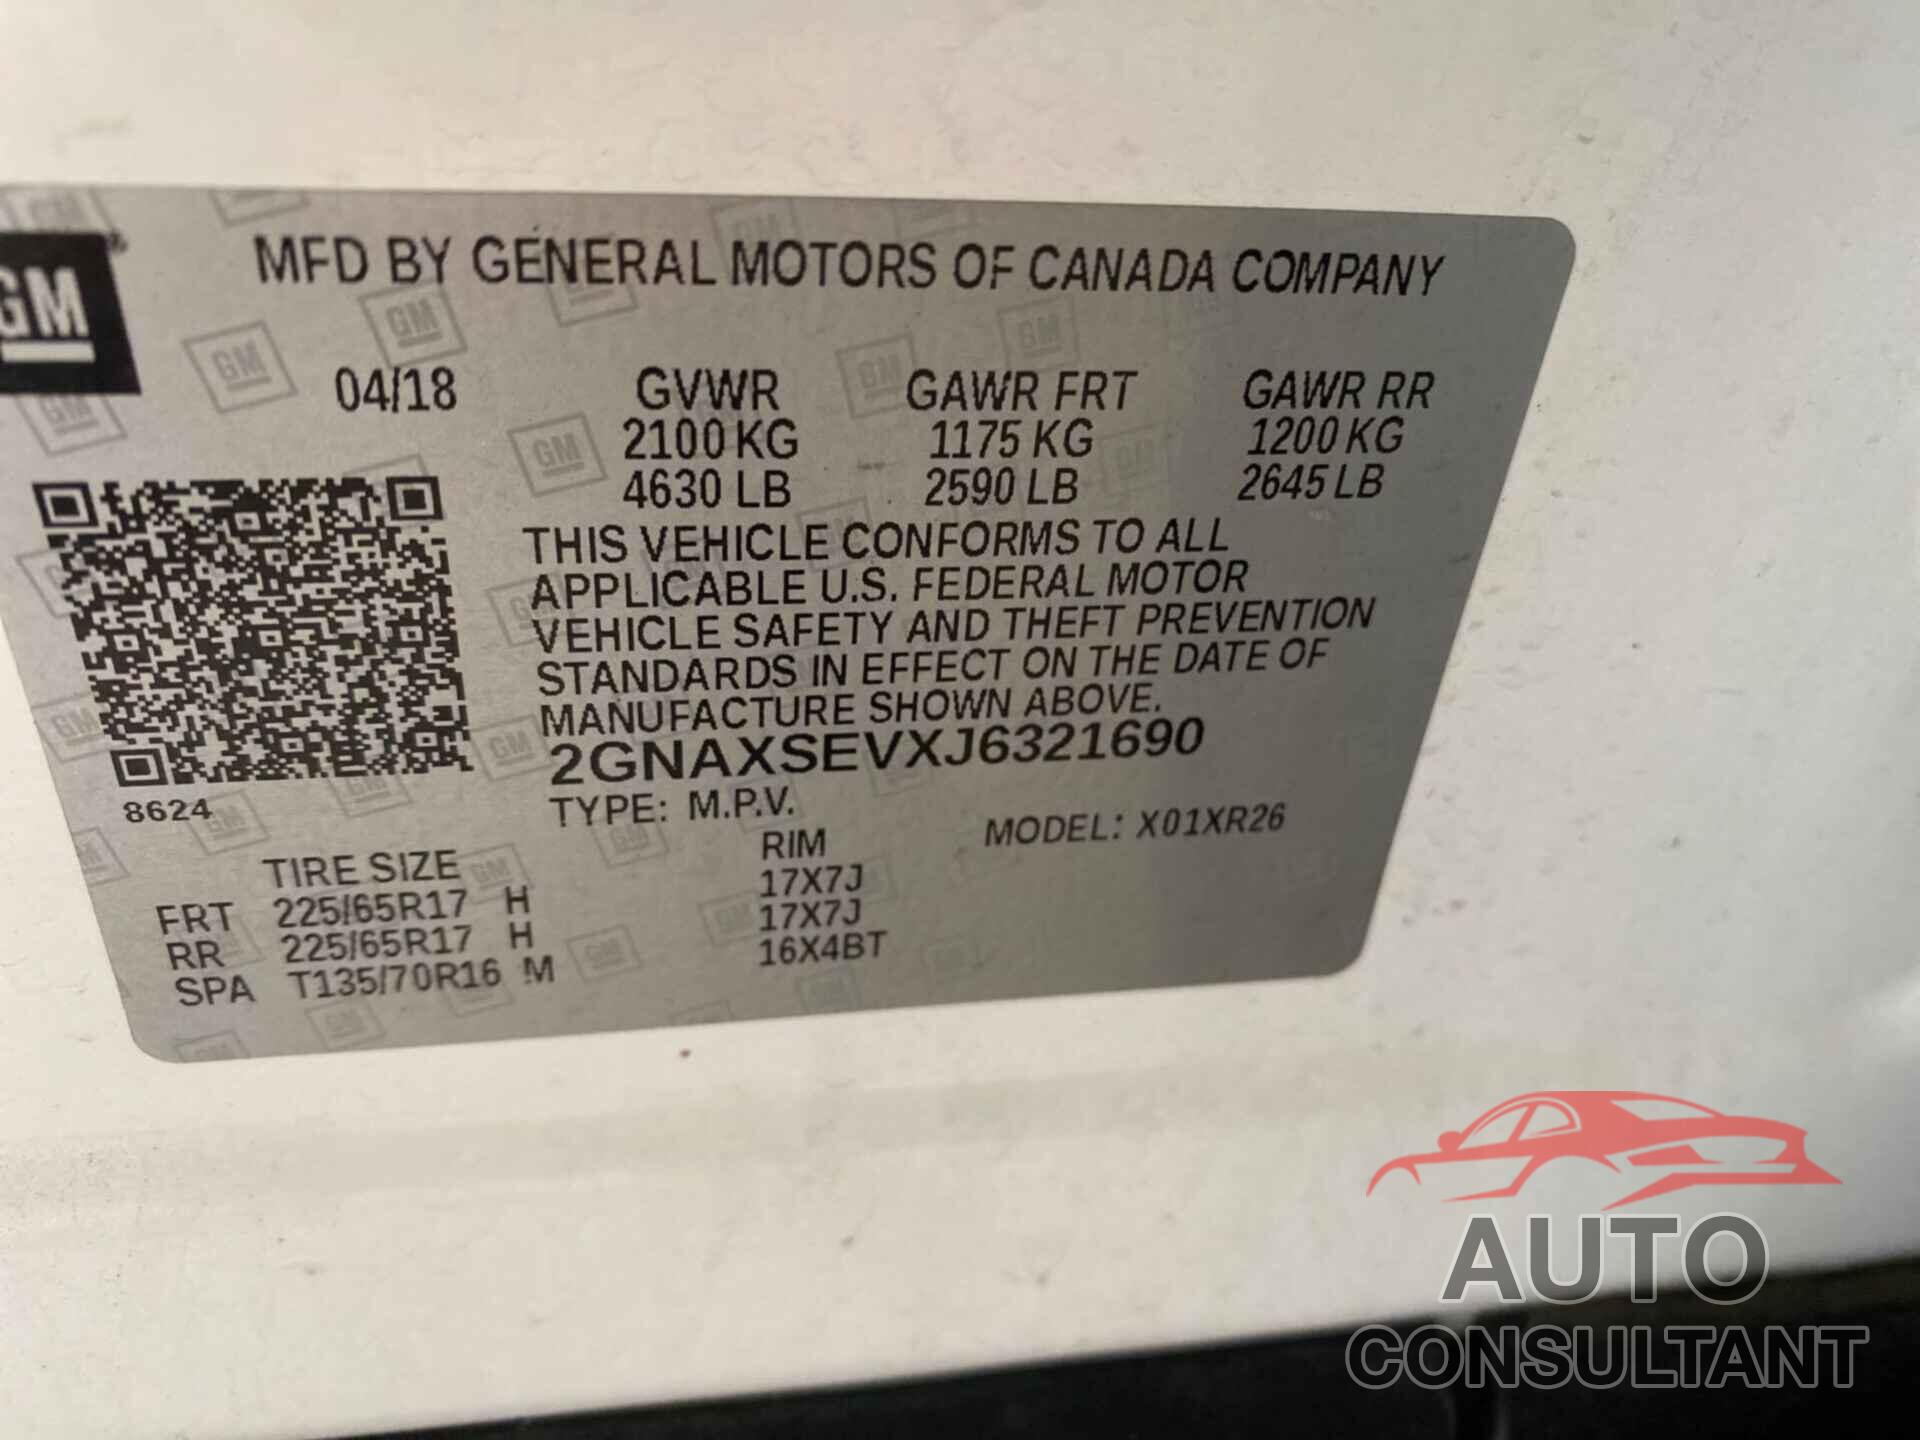 GM®
MFD BY GENERAL MOTORS OF CANADA COMPANY
04/18 GVWR GAWR FRT GAWR RR
2100 KG 1175 KG 1200 KG
4630 LB 2590 LB 2645 LB
THIS VEHICLE CONFORMS TO ALL
APPLICABLE U.S. FEDERAL MOTOR
VEHICLE SAFETY AND THEFT PREVENTION
STANDARDS IN EFFECT ON THE DATE OF
MANUFACTURE SHOWN ABOVE.
2GNAXSEVXJ6321690
8624
TYPE: M.P.V. MODEL: X01XR26
TIRE SIZE RIM
FRT 225/65R17 H 17X7J
RR 225/65R17 H 17X7J
SPA T135/70R16 M 16X4BT
AUTO
CONSULTANT